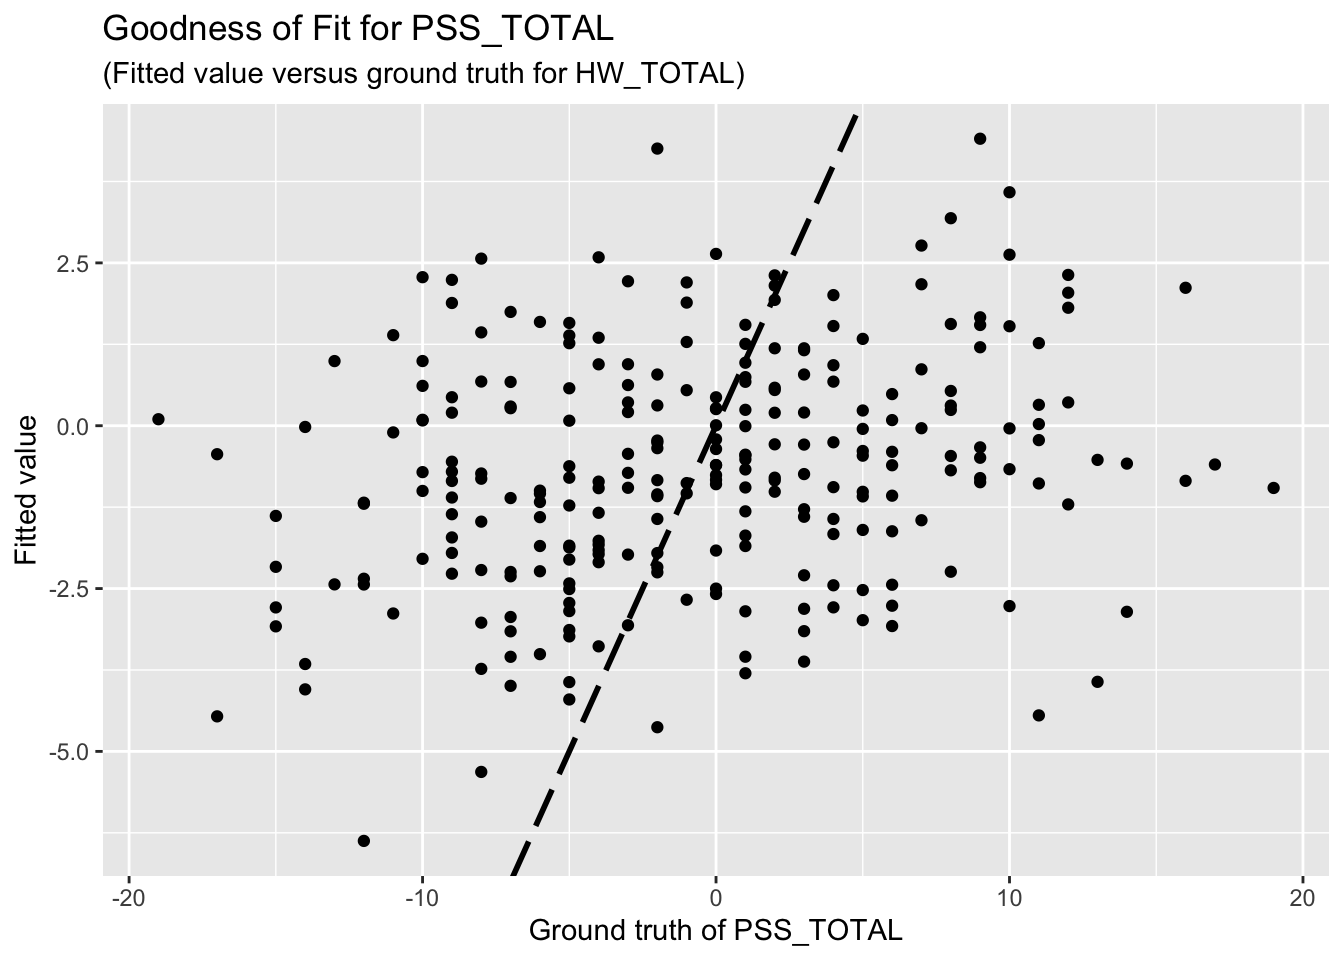 Goodness of Fit for PSS_TOTAL
(Fitted value versus ground truth for HW_TOTAL)
Fitted value
2.5
0.0
-2.5
-5.0
-20
-10
0
10
20
Ground truth of PSS_TOTAL